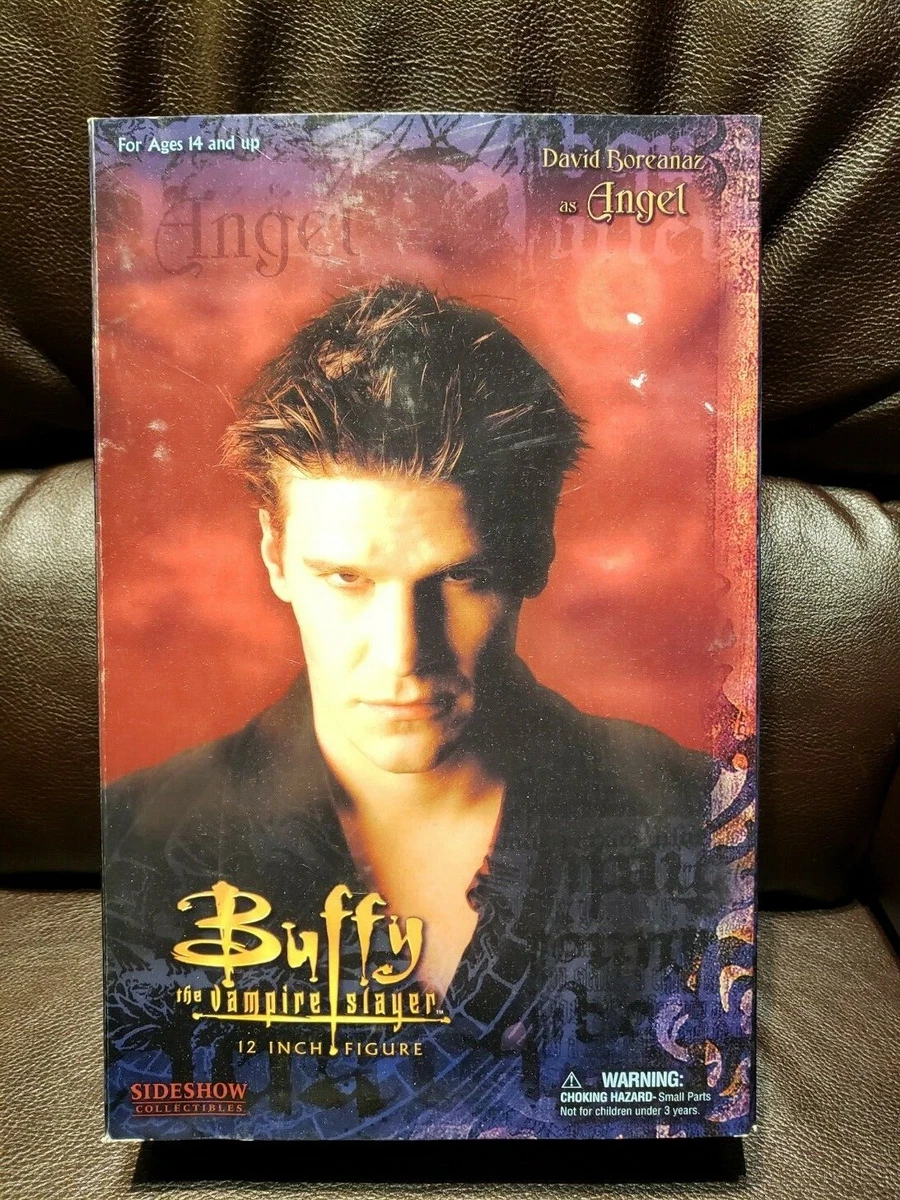 For Ages 14 and up
David Boreanaz
as Angel
Angel
Buffy
the vampire slayer™
12 INCH FIGURE
SIDESHOW
COLLECTIBLES
WARNING:
CHOKING HAZARD- Small Parts
Not for children under 3 years.